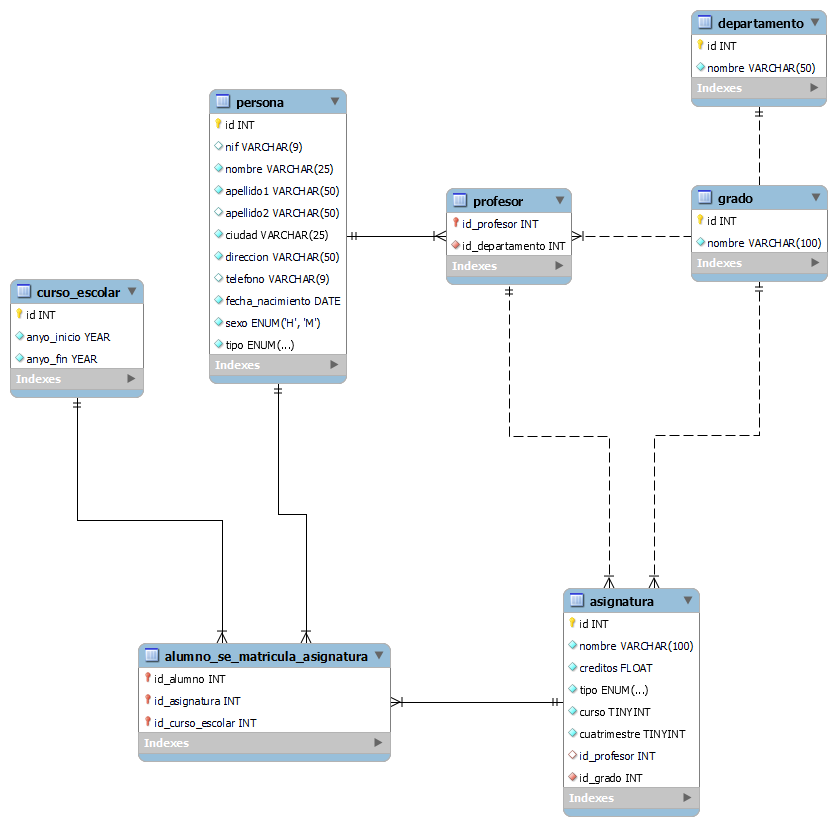 departamento
id INT
nombre VARCHAR(50)
Indexes
persona
id INT
nif VARCHAR(9)
nombre VARCHAR(25)
apellido1 VARCHAR(50)
apellido2 VARCHAR(50)
ciudad VARCHAR(25)
direccion VARCHAR(50)
telefono VARCHAR(9)
fecha_nacimiento DATE
sexo ENUM('H', 'M')
tipo ENUM(...)
Indexes
profesor
id_profesor INT
id_departamento INT
Indexes
grado
id INT
nombre VARCHAR(100)
Indexes
curso_escolar
id INT
anyo_inicio YEAR
anyo_fin YEAR
Indexes
alumno_se_matricula_asignatura
id_alumno INT
id_asignatura INT
id_curso_escolar INT
Indexes
asignatura
id INT
nombre VARCHAR(100)
creditos FLOAT
tipo ENUM(...)
curso TINYINT
cuatrimestre TINYINT
id_profesor INT
id_grado INT
Indexes